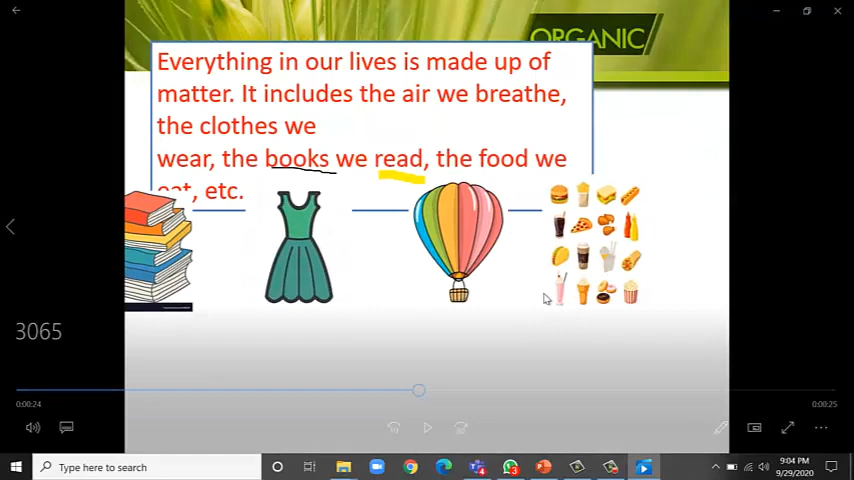 ORGANIC
Everything in our lives is made up of
matter. It includes the air we breathe,
the clothes we
wear, the books we read, the food we
eat, etc.
3065
0:00:24
0:00:25
Type here to search
4
3
9:04 PM
9/29/2020